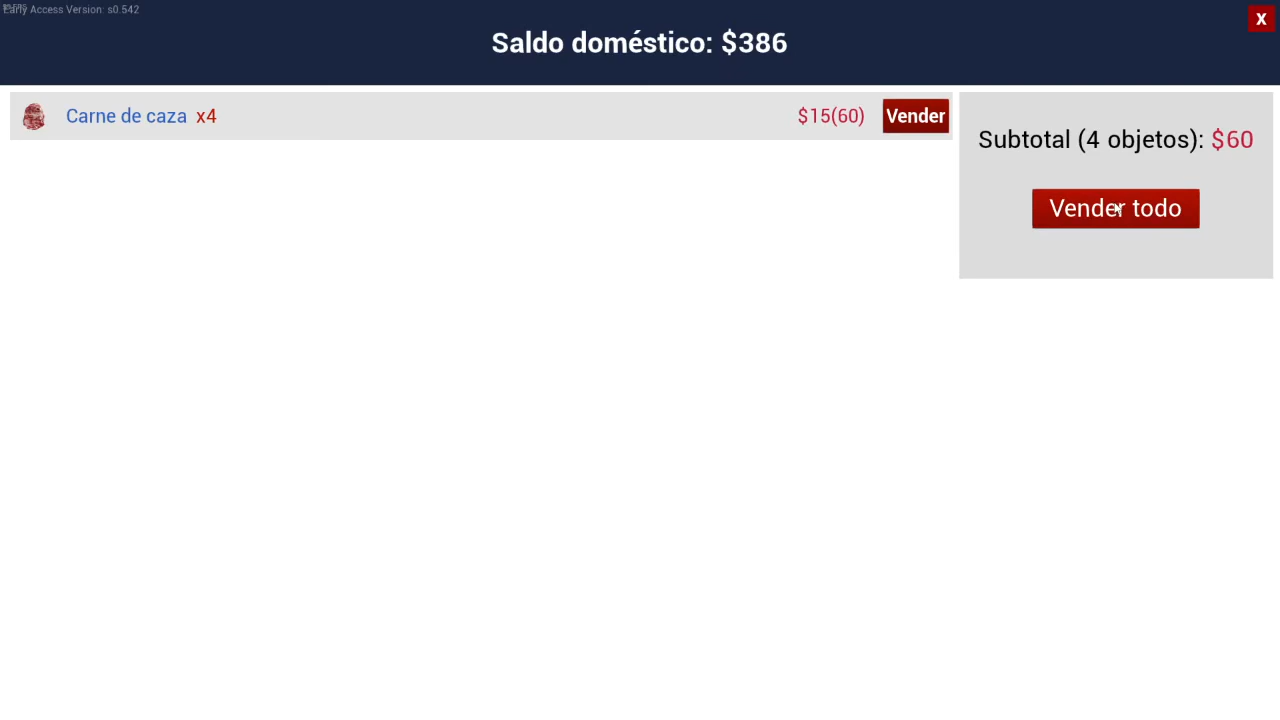 Early Access Version: s0.542
Saldo doméstico: $386
X
Carne de caza x4 $15(60) Vender
Subtotal (4 objetos): $60
Vender todo